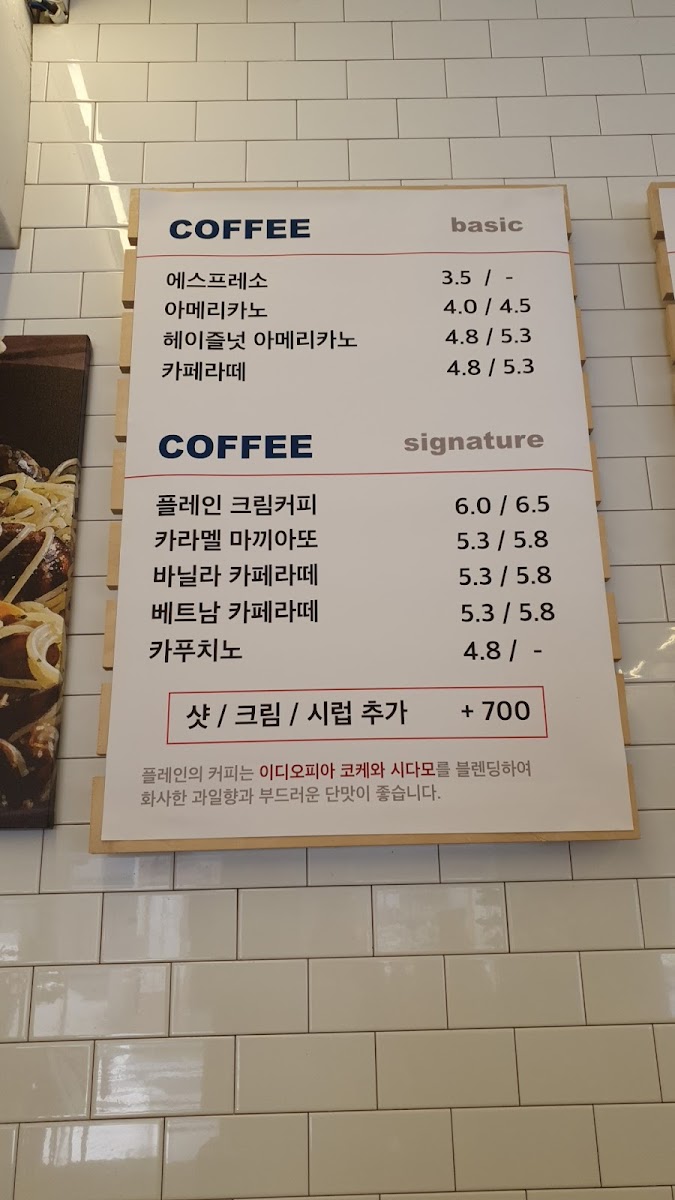 COFFEE basic
에스프레소 3.5 / -
아메리카노 4.0 / 4.5
헤이즐넛 아메리카노 4.8 / 5.3
카페라떼 4.8 / 5.3
COFFEE signature
플레인 크림커피 6.0 / 6.5
카라멜 마끼아또 5.3 / 5.8
바닐라 카페라떼 5.3 / 5.8
베트남 카페라떼 5.3 / 5.8
카푸치노 4.8 / -
샷 / 크림 / 시럽 추가 + 700
플레인의 커피는 이디오피아 코케와 시다모를 블렌딩하여
화사한 과일향과 부드러운 단맛이 좋습니다.